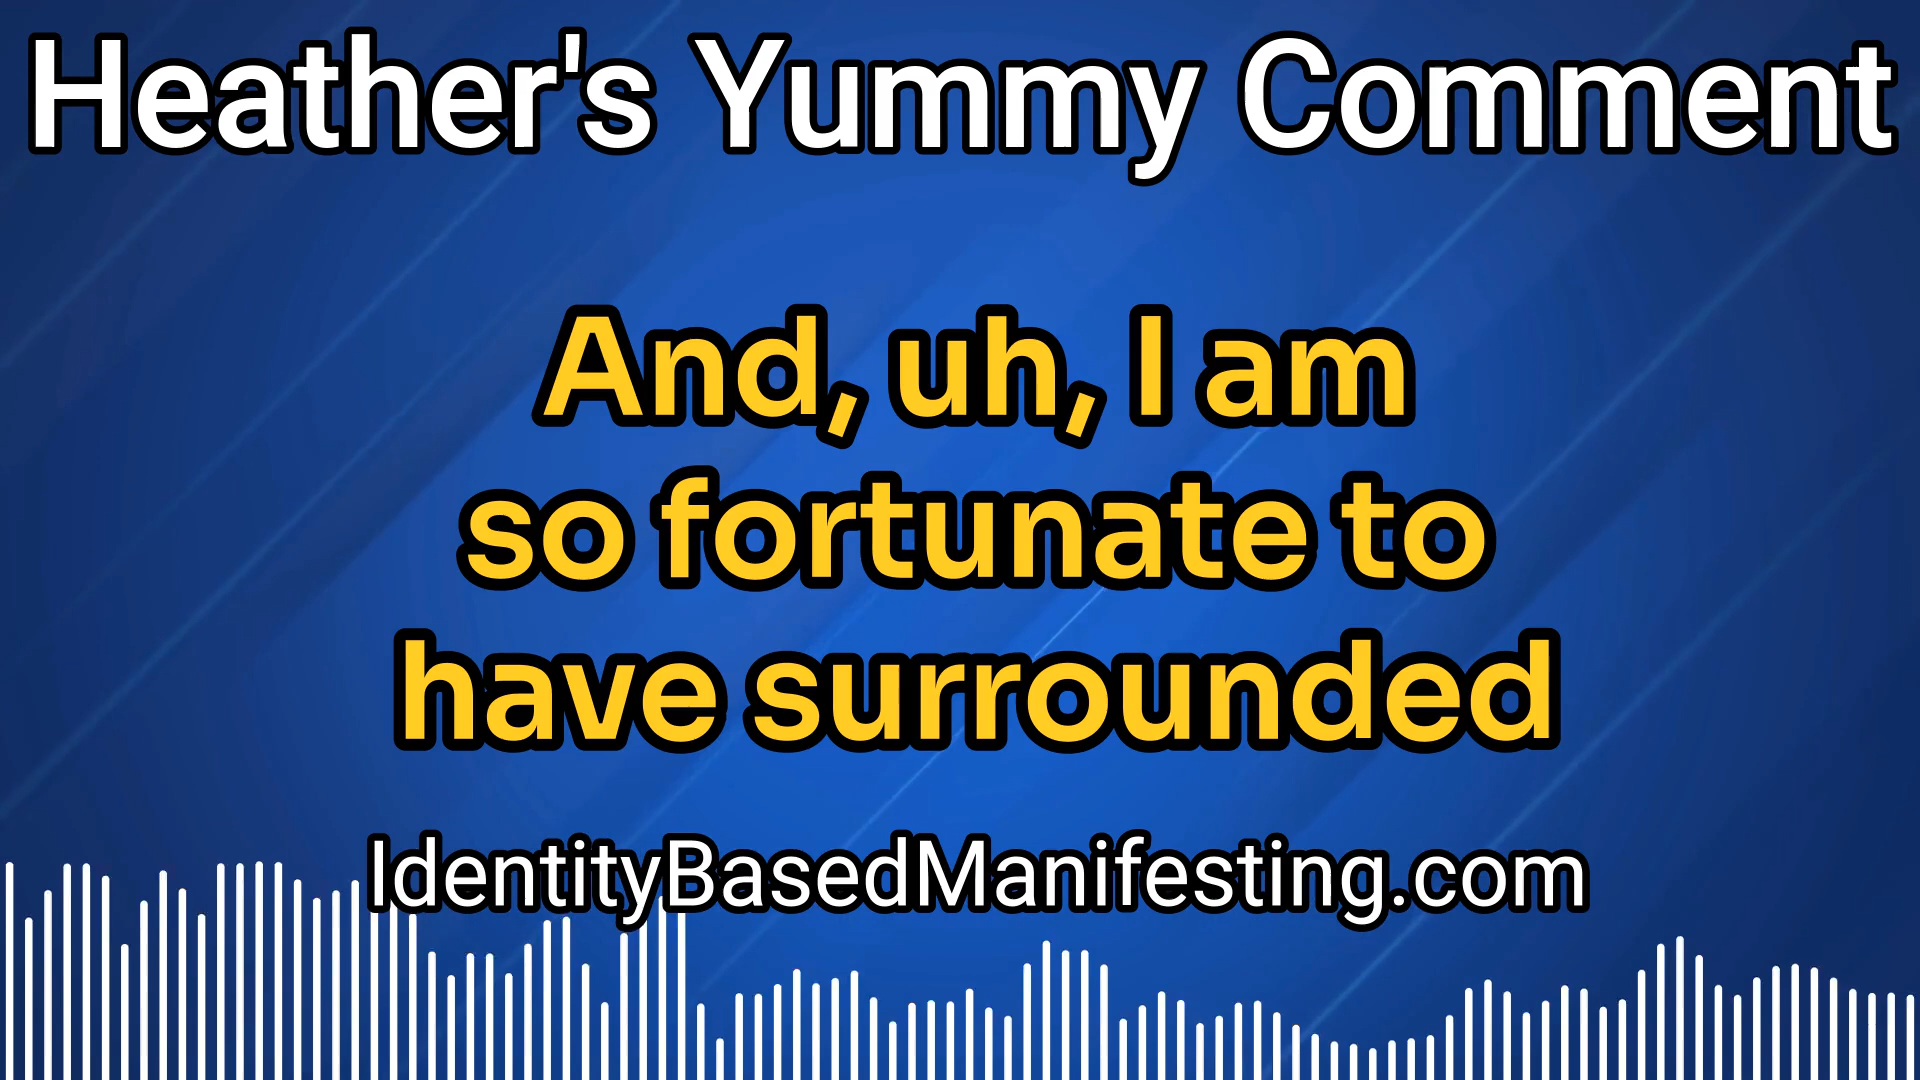 Heather's Yummy Comment
And, uh, I am
so fortunate to
have surrounded
IdentityBasedManifesting.com